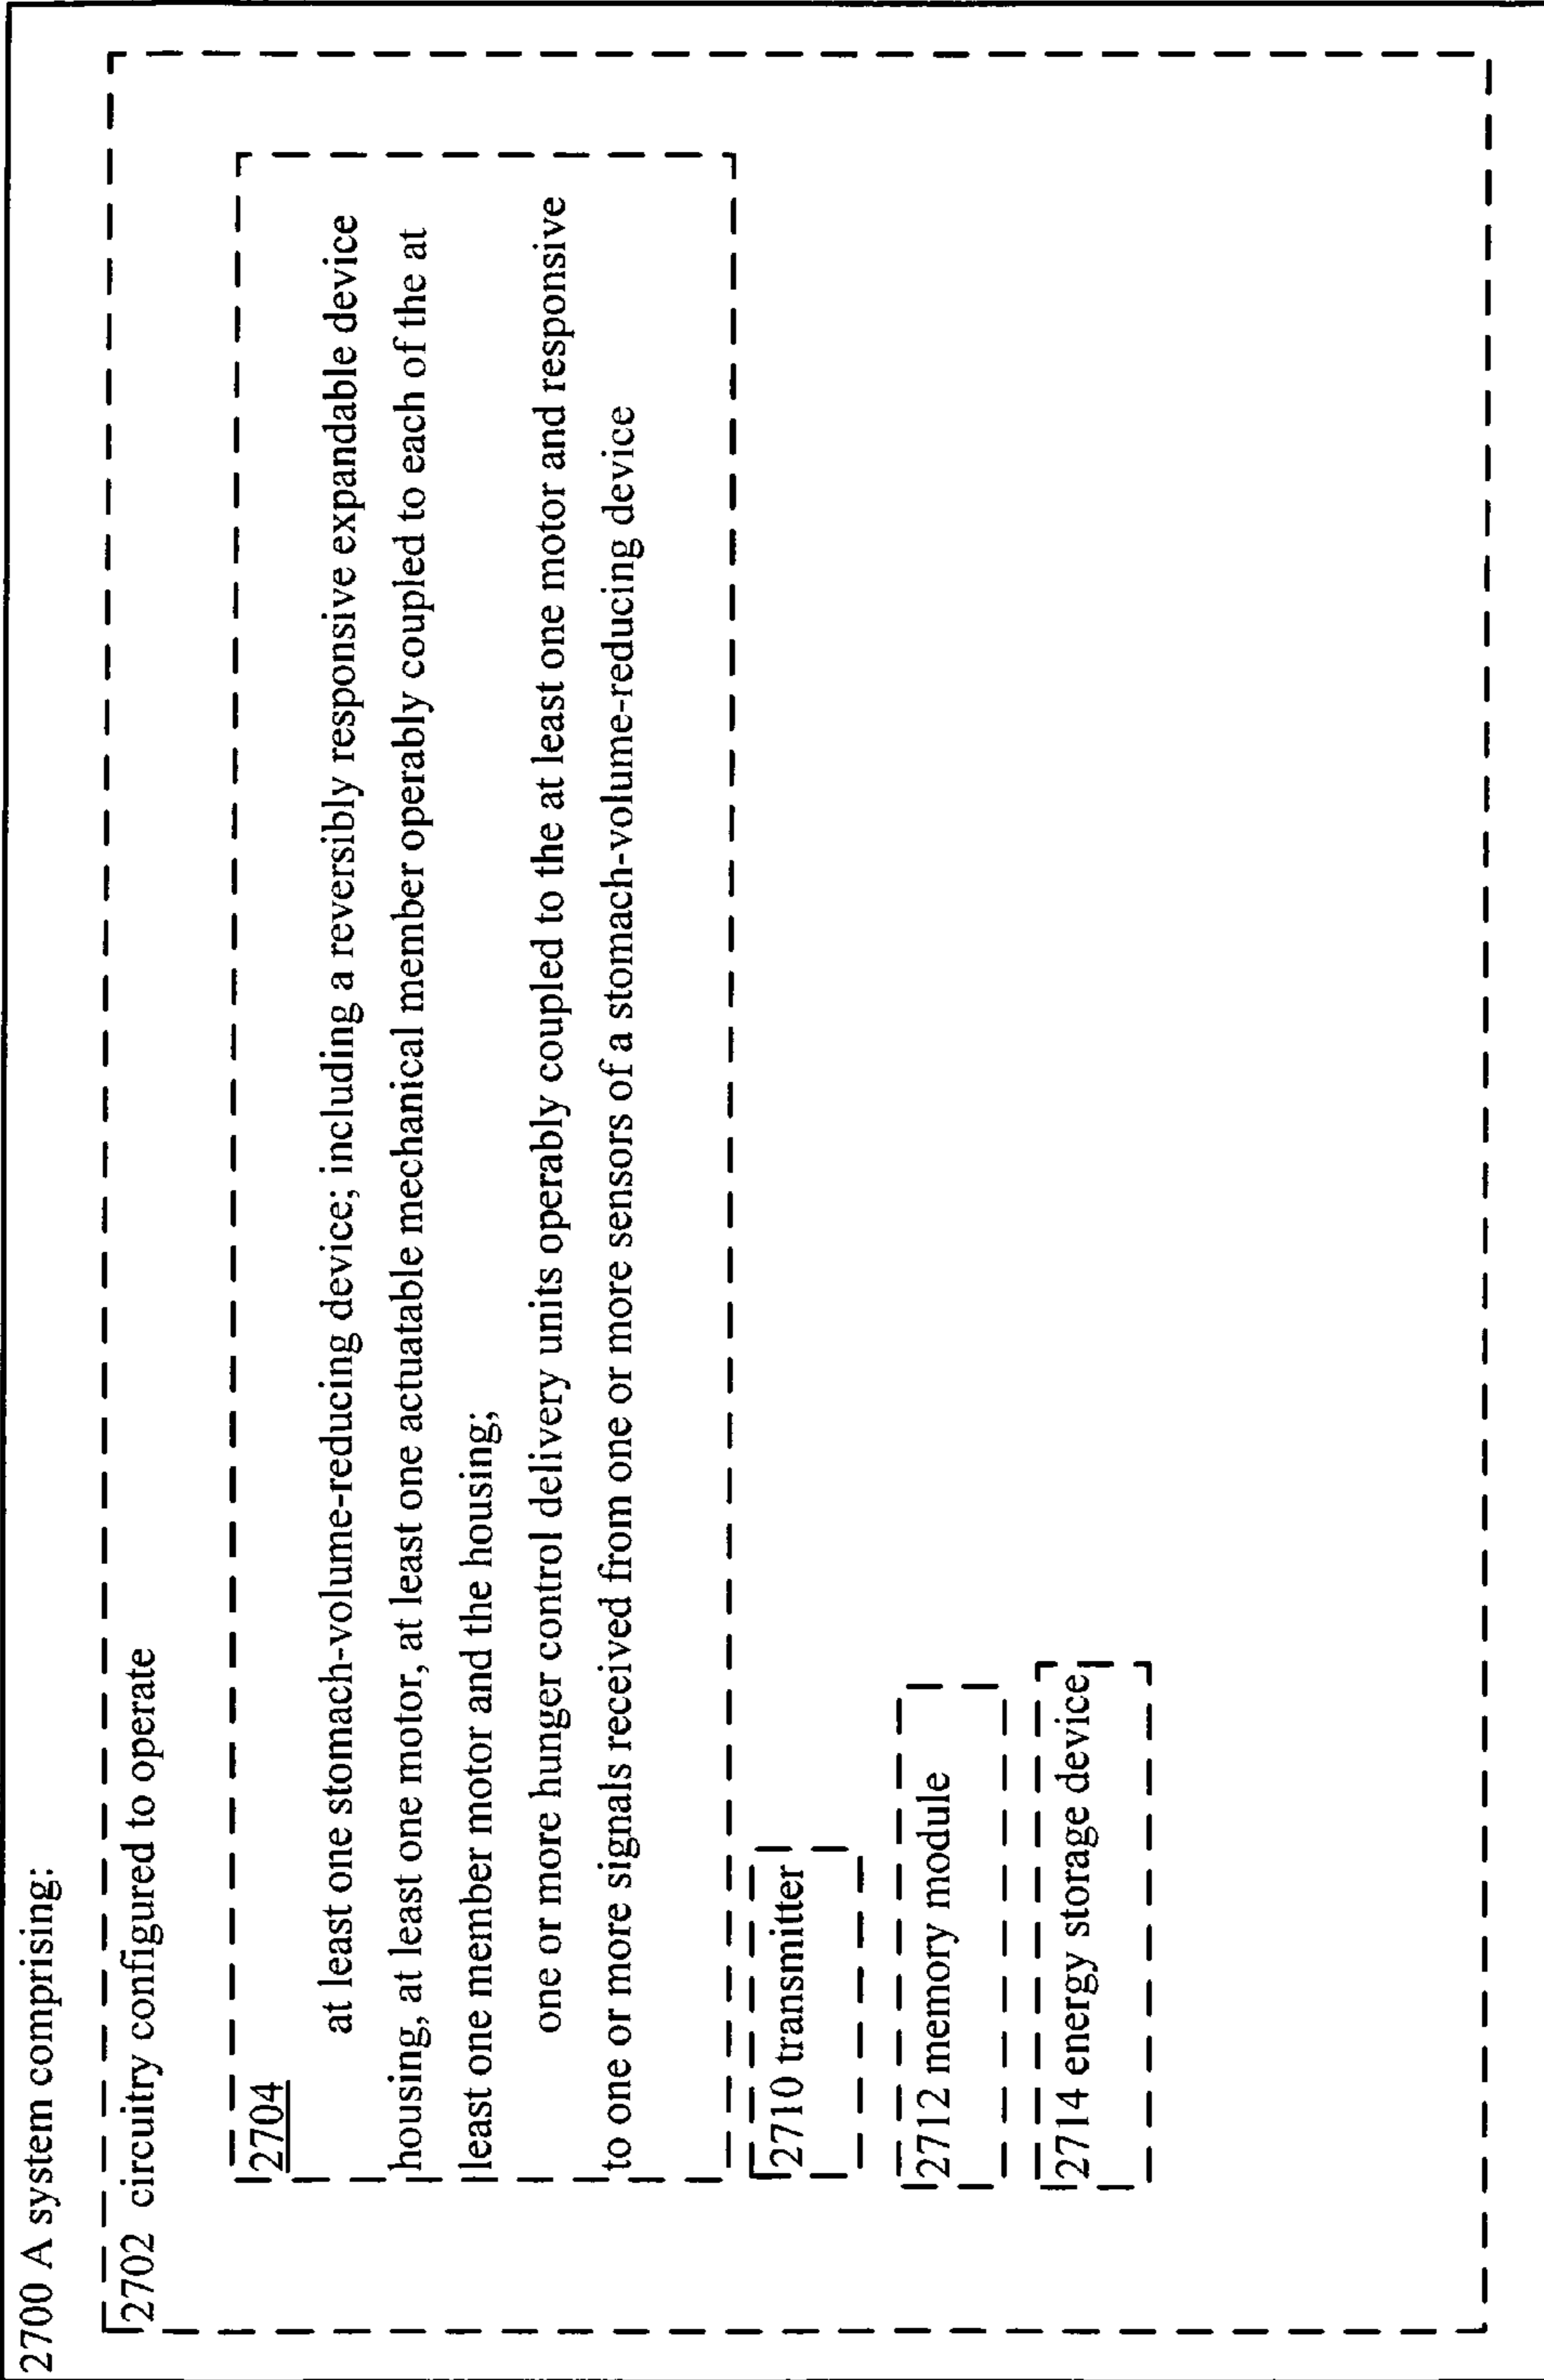 2700 A system comprising:
2702 circuitry configured to operate
2704
at least one stomach-volume-reducing device; including a reversibly responsive expandable device
housing, at least one motor, at least one actuatable mechanical member operably coupled to each of the at
least one member motor and the housing;
one or more hunger control delivery units operably coupled to the at least one motor and responsive
to one or more signals received from one or more sensors of a stomach-volume-reducing device
2710 transmitter
2712 memory module
2714 energy storage device